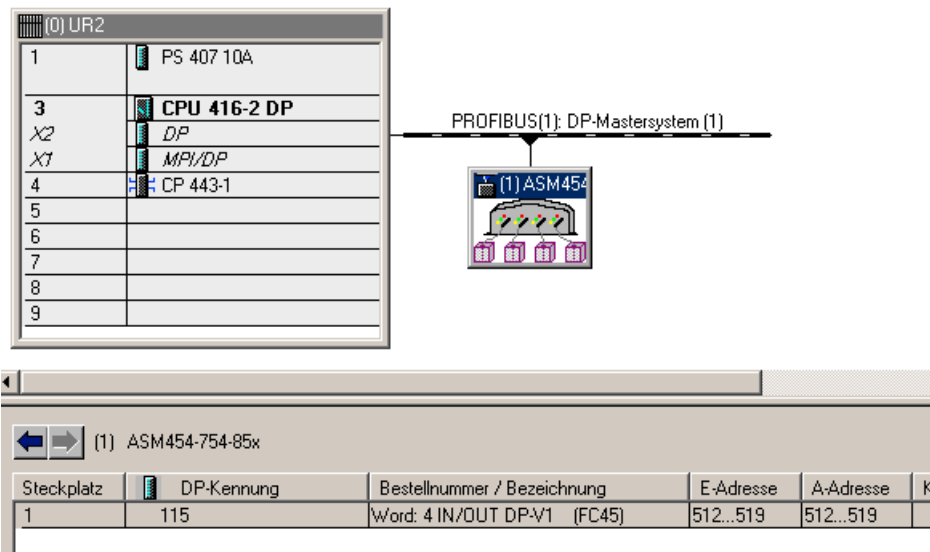 (0) UR2
1 PS 407 10A
3 CPU 416-2 DP
X2 DP
X1 MPI/DP
4 CP 443-1
5
6
7
8
9
PROFIBUS(1): DP-Mastersystem (1)
(1) ASM454
(1) ASM454-754-85x
Steckplatz DP-Kennung Bestellnummer / Bezeichnung E-Adresse A-Adresse K
1 115 Word: 4 IN/OUT DP-V1 (FC45) 512...519 512...519